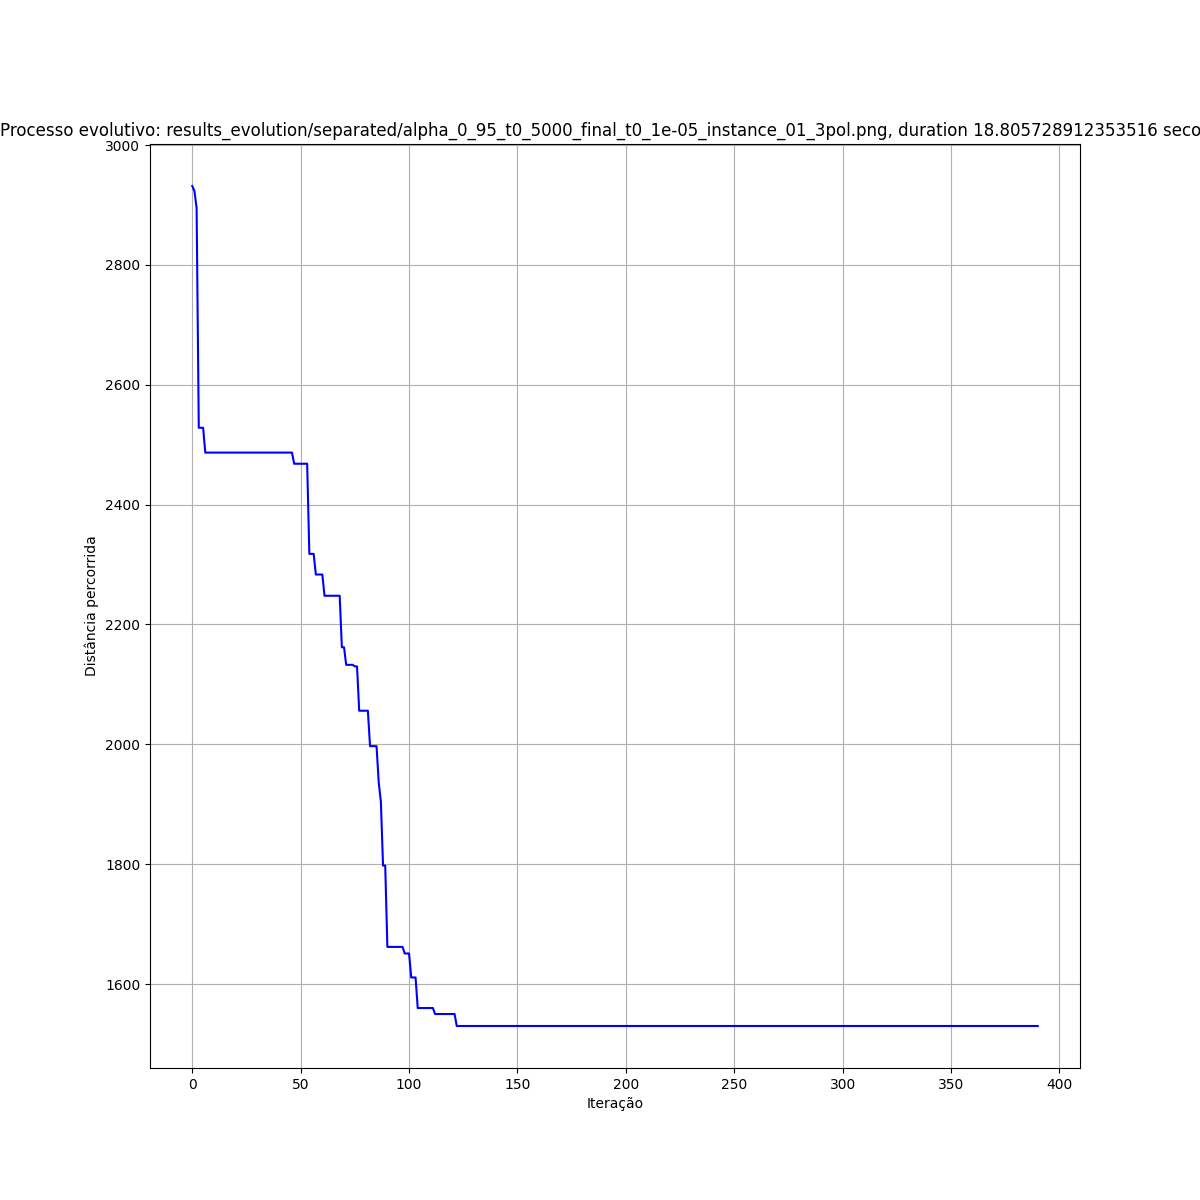 Processo evolutivo: results_evolution/separated/alpha_0_95_t0_5000_final_t0_1e-05_instance_01_3pol.png, duration 18.805728912353516 seco
3000
2800
2600
2400
2200
2000
1800
1600
Distância percorrida
0 50 100 150 200 250 300 350 400
Iteração